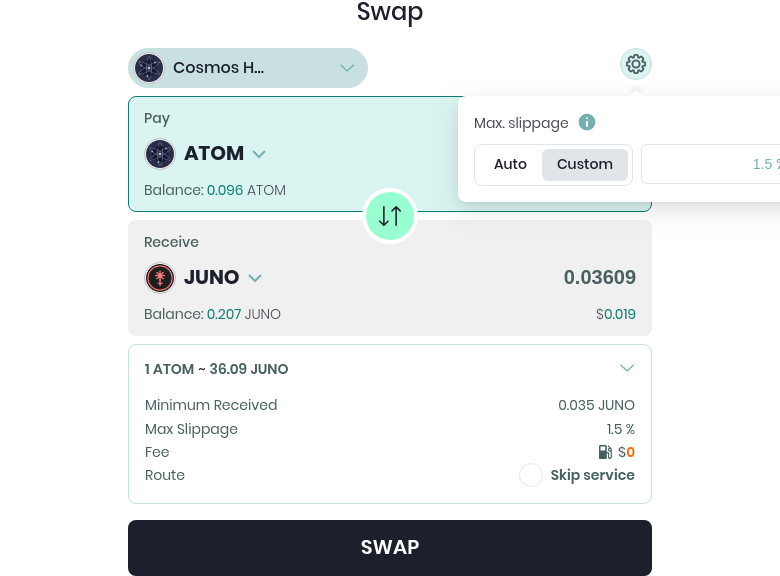 Swap
Cosmos H...
Pay
Max. slippage
ATOM
Auto Custom 1.5 %
Balance: 0.096 ATOM
Receive
JUNO 0.03609
Balance: 0.207 JUNO $0.019
1 ATOM ~ 36.09 JUNO
Minimum Received 0.035 JUNO
Max Slippage 1.5 %
Fee $0
Route Skip service
SWAP